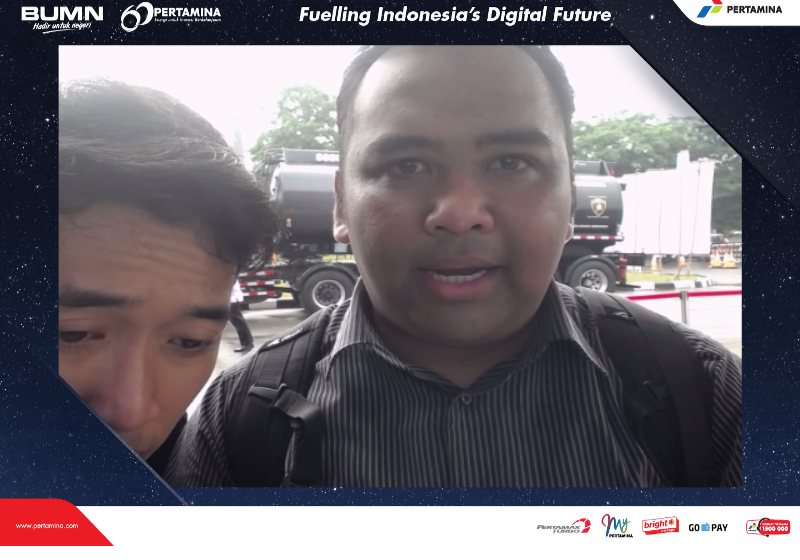 BUMN
Hadir untuk negeri
60 PERTAMINA
Fuelling Indonesia's Digital Future
PERTAMINA
www.pertamina.com
PERTAMAX
TURBO
my
PERTAMINA
bright
GO PAY
1500 000